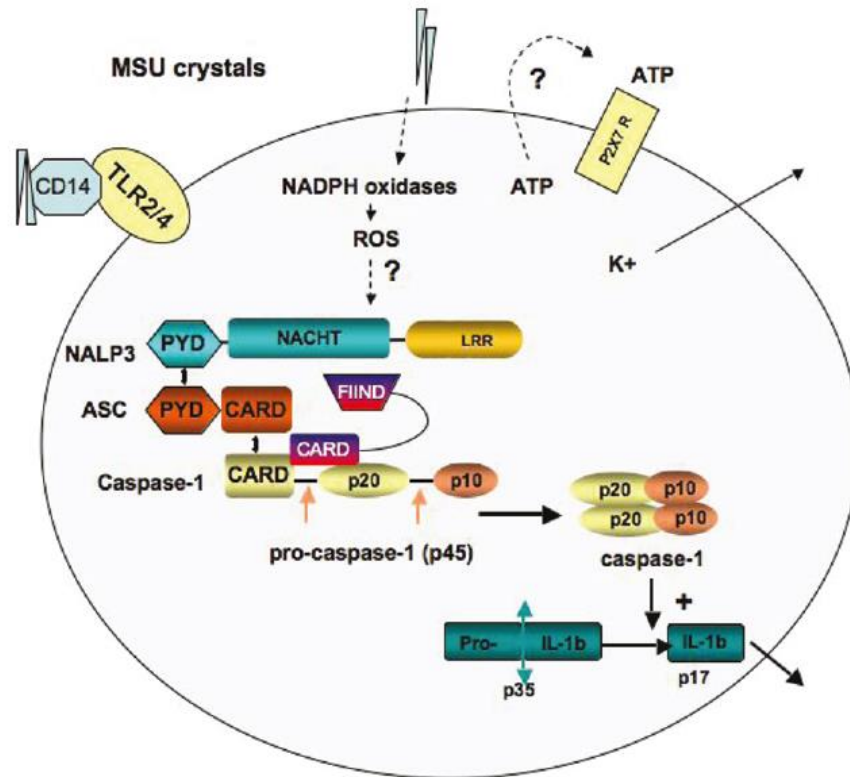 MSU crystals
?
ATP
P2X7 R
CD14
TLR2/4
NADPH oxidases
ATP
ROS
K+
?
NALP3
PYD
NACHT
LRR
FIIND
ASC
PYD
CARD
CARD
Caspase-1
CARD
p20
p10
p20
p10
p20
p10
pro-caspase-1 (p45)
caspase-1
+
Pro-
IL-1b
IL-1b
p35
p17